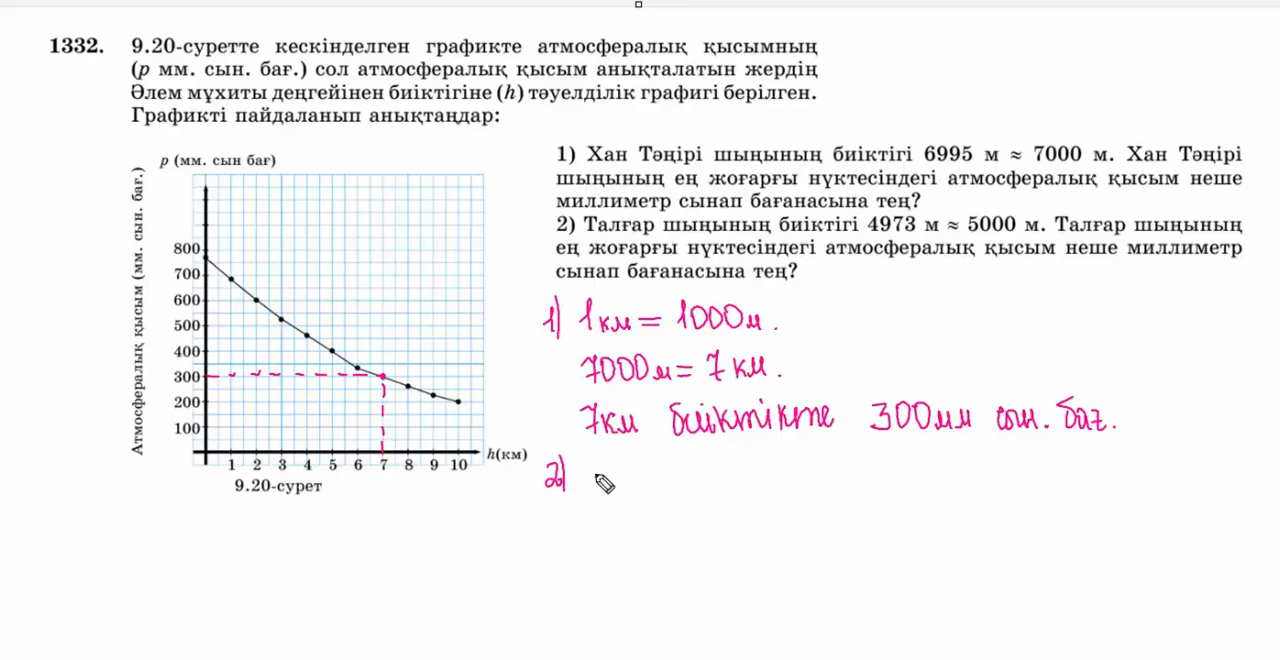 1332. 9.20-суретте кескінделген графикте атмосфералық қысымның
(p мм. сын. бағ.) сол атмосфералық қысым анықталатын жердің
Әлем мұхиты деңгейінен биіктігіне (h) тәуелділік графигі берілген.
Графикті пайдаланып анықтаңдар:
p (мм. сын бағ)
Атмосфералық қысым (мм. сын. бағ.)
800
700
600
500
400
300
200
100
1 2 3 4 5 6 7 8 9 10
h(км)
9.20-сурет
1) Хан Тәңірі шыңының биіктігі 6995 м ≈ 7000 м. Хан Тәңірі
шыңының ең жоғарғы нүктесіндегі атмосфералық қысым неше
миллиметр сынап бағанасына тең?
2) Талғар шыңының биіктігі 4973 м ≈ 5000 м. Талғар шыңының
ең жоғарғы нүктесіндегі атмосфералық қысым неше миллиметр
сынап бағанасына тең?
1) 1км = 1000м.
7000м = 7км.
7км биіктікте 300мм сын. бағ.
2)